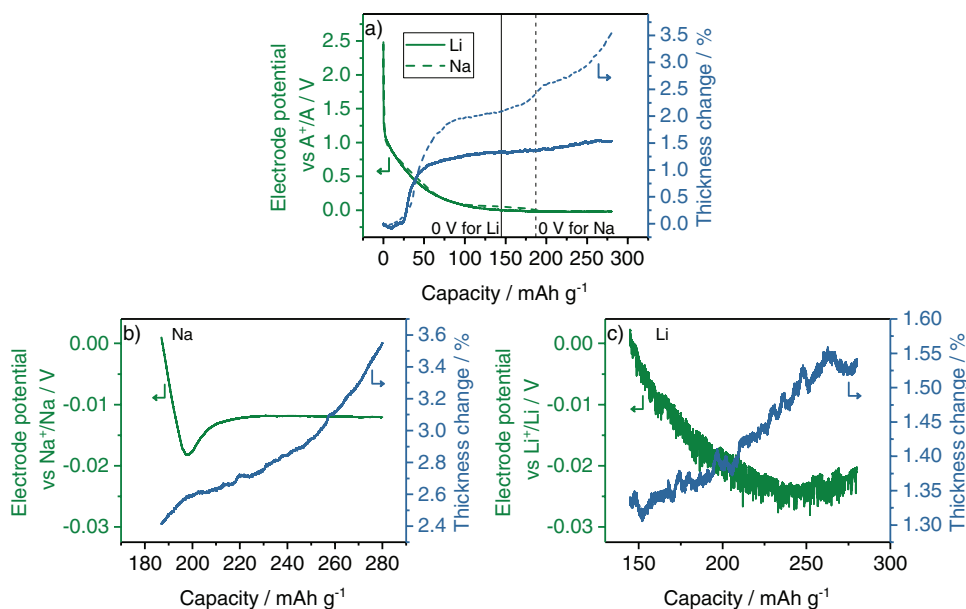 a)
Li
Na
Electrode potential
vs A⁺/A / V
2.5
2.0
1.5
1.0
0.5
0.0
Thickness change / %
3.5
3.0
2.5
2.0
1.5
1.0
0.5
0.0
0 V for Li
0 V for Na
0 50 100 150 200 250 300
Capacity / mAh g⁻¹
b)
Na
Electrode potential
vs Na⁺/Na / V
0.00
-0.01
-0.02
-0.03
Thickness change / %
3.6
3.4
3.2
3.0
2.8
2.6
2.4
180 200 220 240 260 280
Capacity / mAh g⁻¹
c)
Li
Electrode potential
vs Li⁺/Li / V
0.00
-0.01
-0.02
-0.03
Thickness change / %
1.60
1.55
1.50
1.45
1.40
1.35
1.30
150 200 250 300
Capacity / mAh g⁻¹